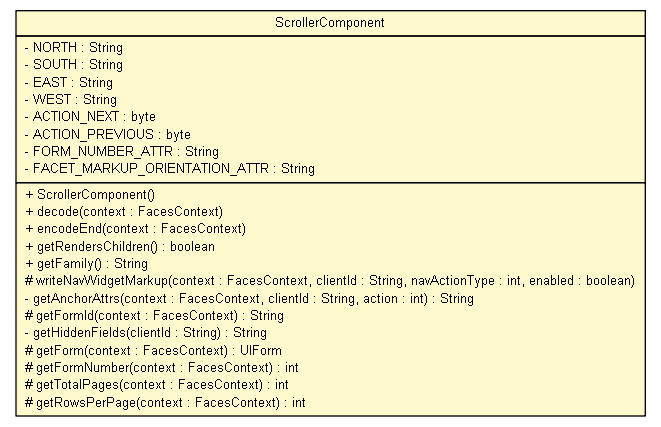 ScrollerComponent
- NORTH : String
- SOUTH : String
- EAST : String
- WEST : String
- ACTION_NEXT : byte
- ACTION_PREVIOUS : byte
- FORM_NUMBER_ATTR : String
- FACET_MARKUP_ORIENTATION_ATTR : String
+ ScrollerComponent()
+ decode(context : FacesContext)
+ encodeEnd(context : FacesContext)
+ getRendersChildren() : boolean
+ getFamily() : String
# writeNavWidgetMarkup(context : FacesContext, clientId : String, navActionType : int, enabled : boolean)
- getAnchorAttrs(context : FacesContext, clientId : String, action : int) : String
# getFormId(context : FacesContext) : String
- getHiddenFields(clientId : String) : String
# getForm(context : FacesContext) : UIForm
# getFormNumber(context : FacesContext) : int
# getTotalPages(context : FacesContext) : int
# getRowsPerPage(context : FacesContext) : int